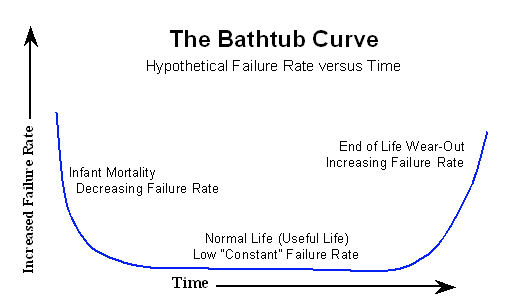 The Bathtub Curve
Hypothetical Failure Rate versus Time
Increased Failure Rate
End of Life Wear-Out
Increasing Failure Rate
Infant Mortality
Decreasing Failure Rate
Normal Life (Useful Life)
Low "Constant" Failure Rate
Time